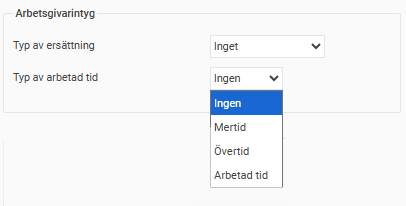 Arbetsgivarintyg
Typ av ersättning Inget
Typ av arbetad tid Ingen
Ingen
Mertid
Övertid
Arbetad tid